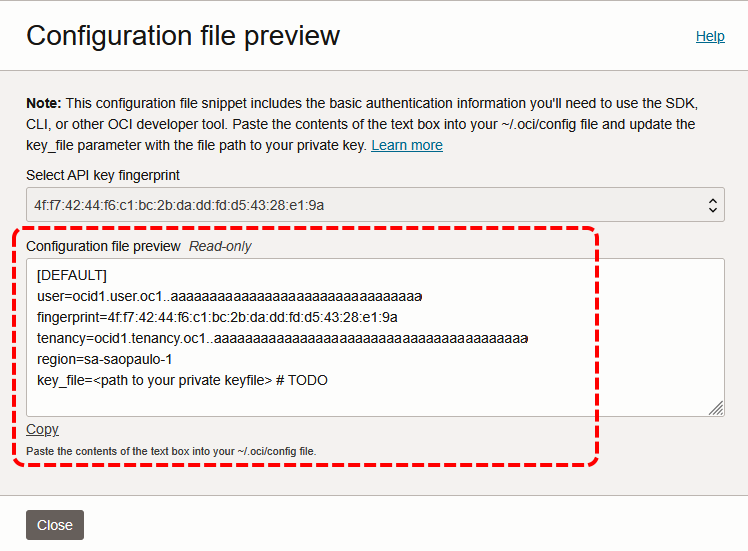 Configuration file preview
Help
Note: This configuration file snippet includes the basic authentication information you'll need to use the SDK,
CLI, or other OCI developer tool. Paste the contents of the text box into your ~/.oci/config file and update the
key_file parameter with the file path to your private key. Learn more
Select API key fingerprint
4f:f7:42:44:f6:c1:bc:2b:da:dd:fd:d5:43:28:e1:9a
Configuration file preview Read-only
[DEFAULT]
user=ocid1.user.oc1..aaaaaaaaaaaaaaaaaaaaaaaaaaaaaaaa
fingerprint=4f:f7:42:44:f6:c1:bc:2b:da:dd:fd:d5:43:28:e1:9a
tenancy=ocid1.tenancy.oc1..aaaaaaaaaaaaaaaaaaaaaaaaaaaaaaaaaaaaaaaa
region=sa-saopaulo-1
key_file=<path to your private keyfile> # TODO
Copy
Paste the contents of the text box into your ~/.oci/config file.
Close